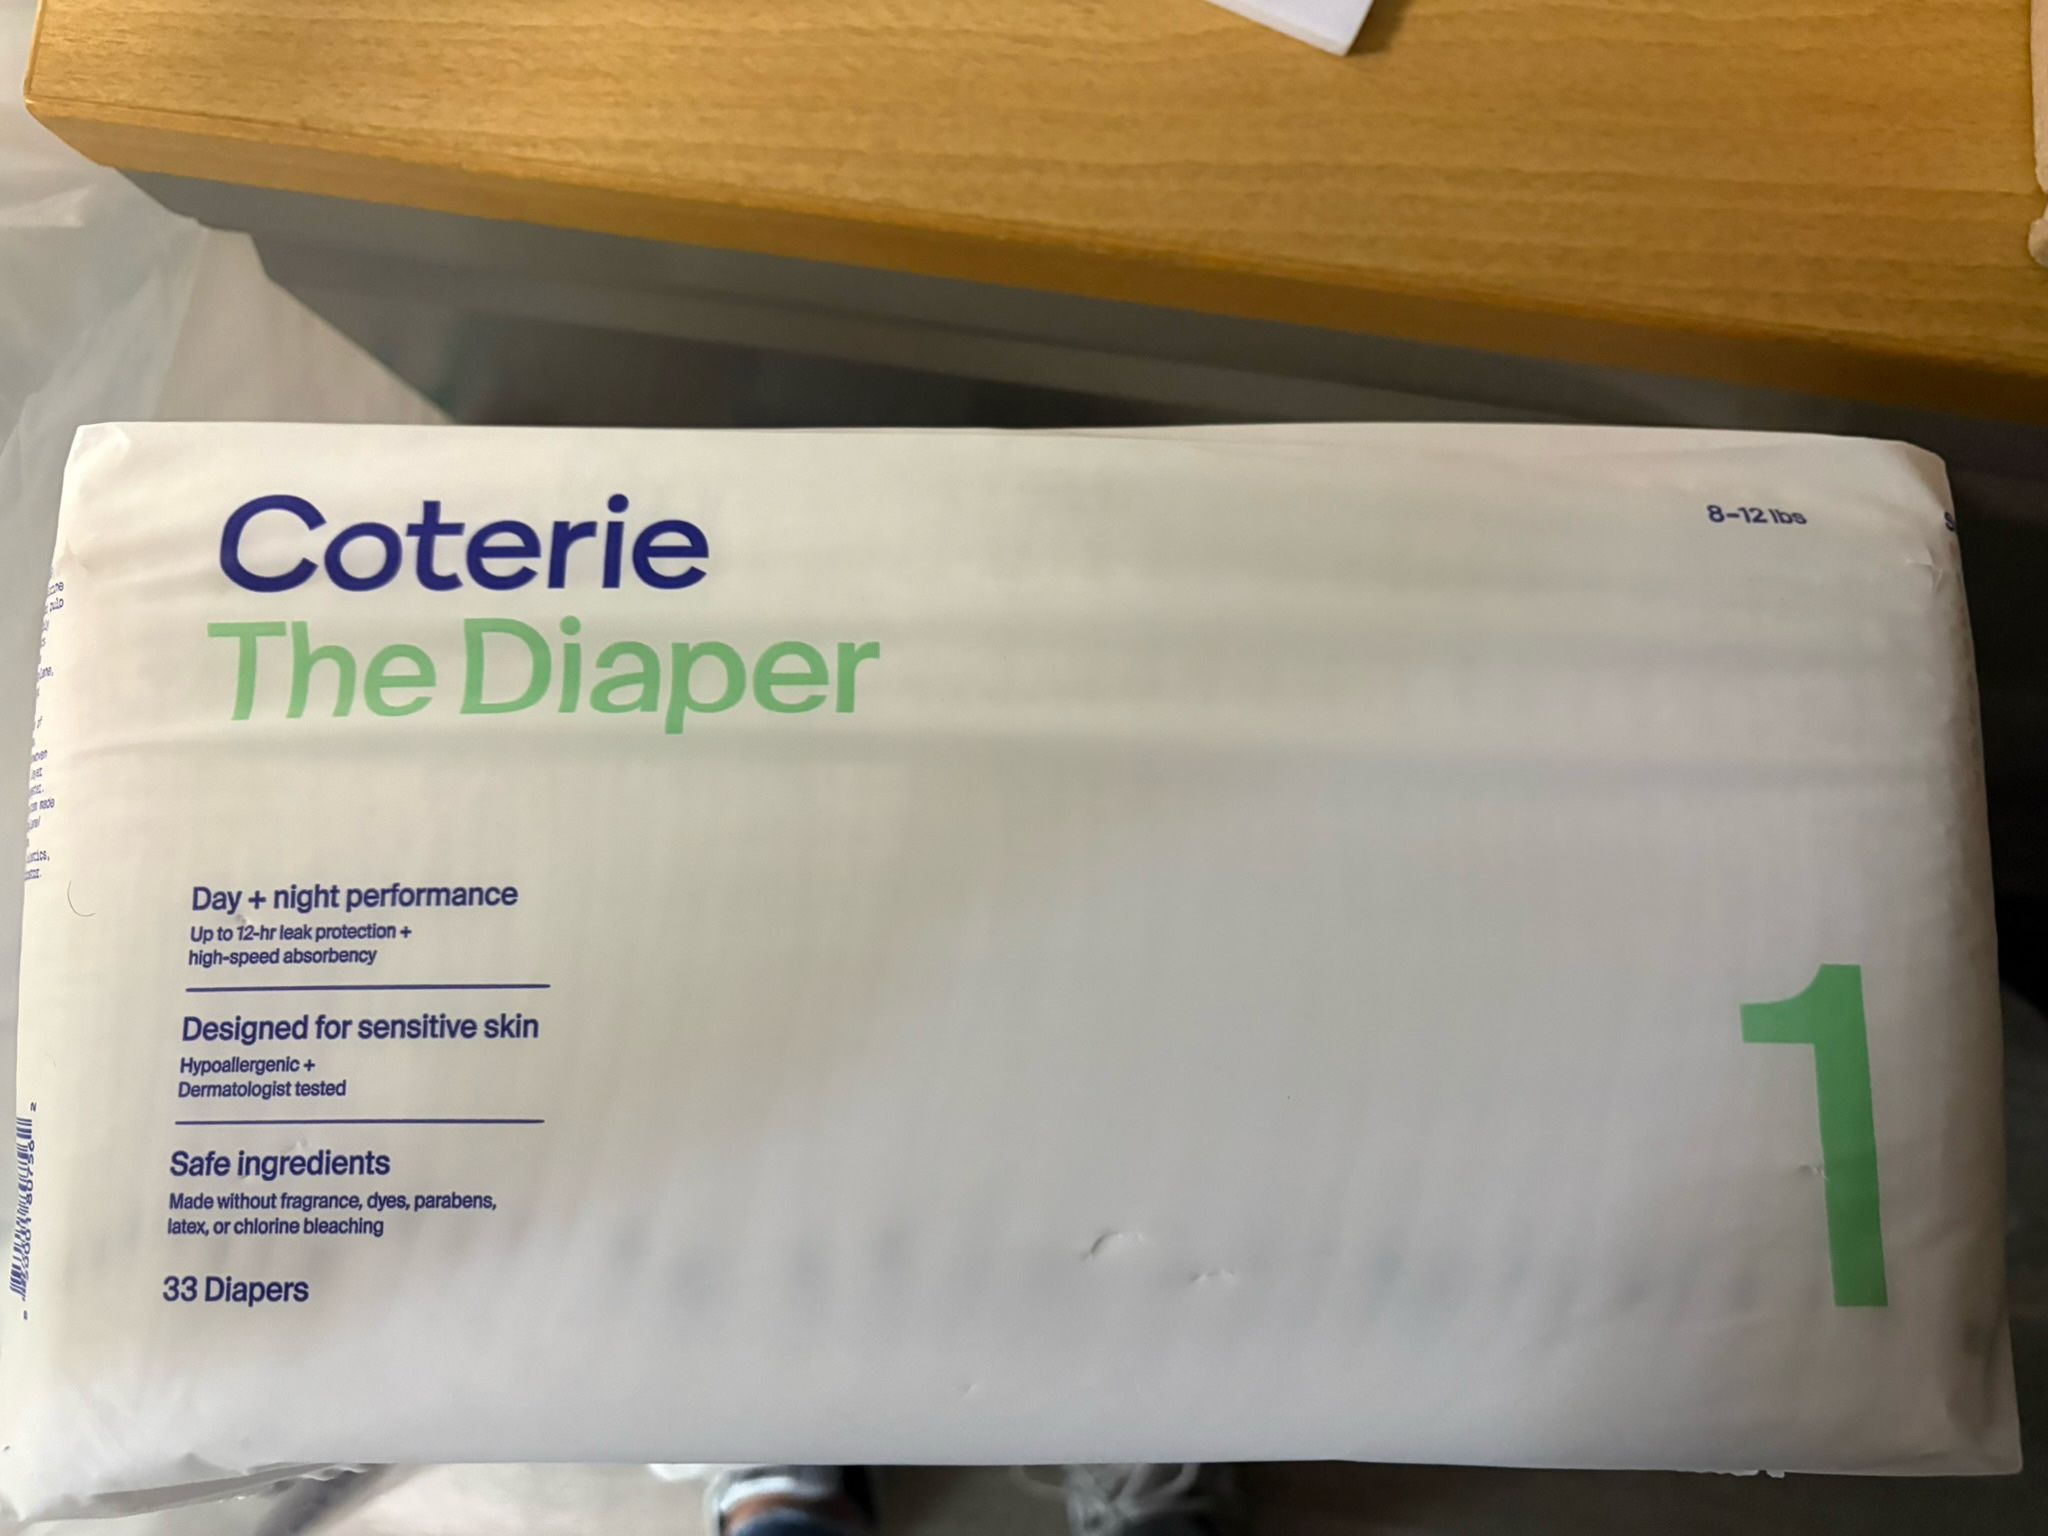 Coterie
The Diaper
8–12 lbs
Day + night performance
Up to 12-hr leak protection +
high-speed absorbency
Designed for sensitive skin
Hypoallergenic +
Dermatologist tested
Safe ingredients
Made without fragrance, dyes, parabens,
latex, or chlorine bleaching
33 Diapers
1